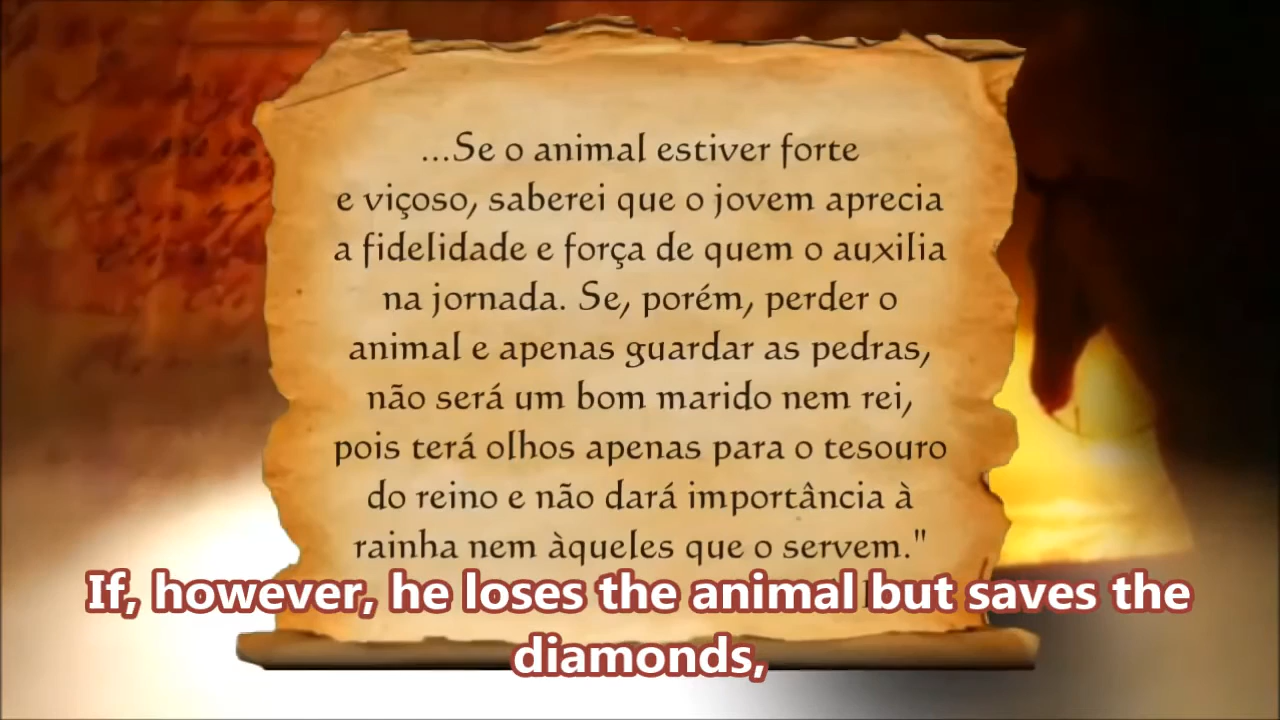 ...Se o animal estiver forte
e viçoso, saberei que o jovem aprecia
a fidelidade e força de quem o auxilia
na jornada. Se, porém, perder o
animal e apenas guardar as pedras,
não será um bom marido nem rei,
pois terá olhos apenas para o tesouro
do reino e não dará importância à
rainha nem àqueles que o servem."
If, however, he loses the animal but saves the
diamonds,